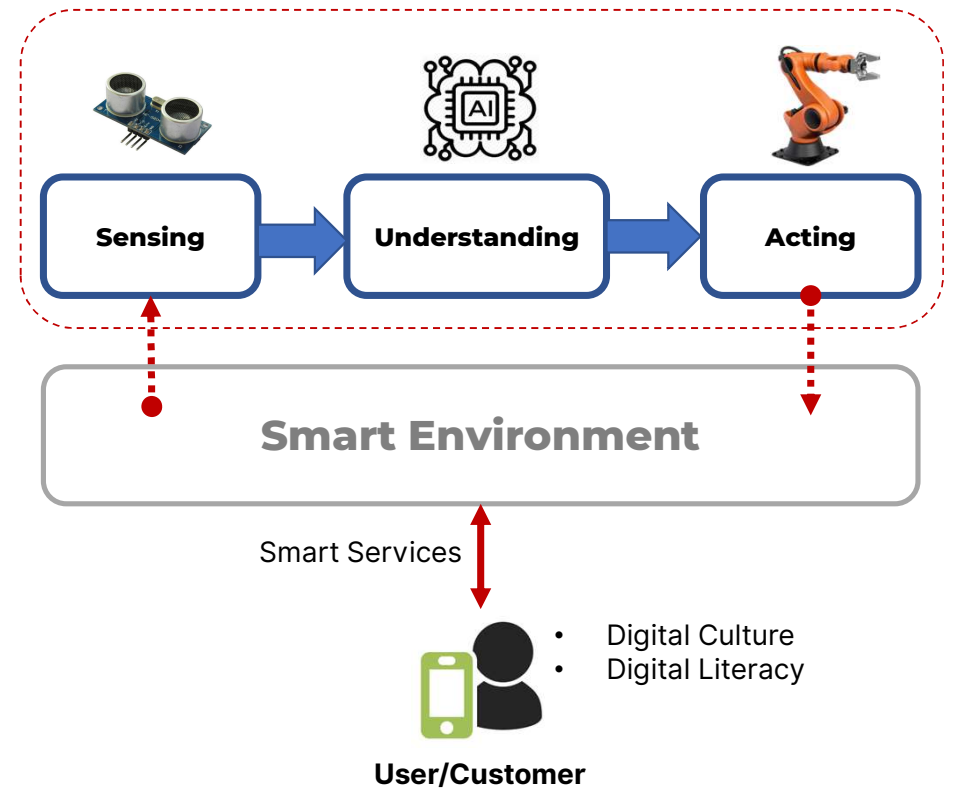 AI
Sensing
Understanding
Acting
Smart Environment
Smart Services
• Digital Culture
• Digital Literacy
User/Customer